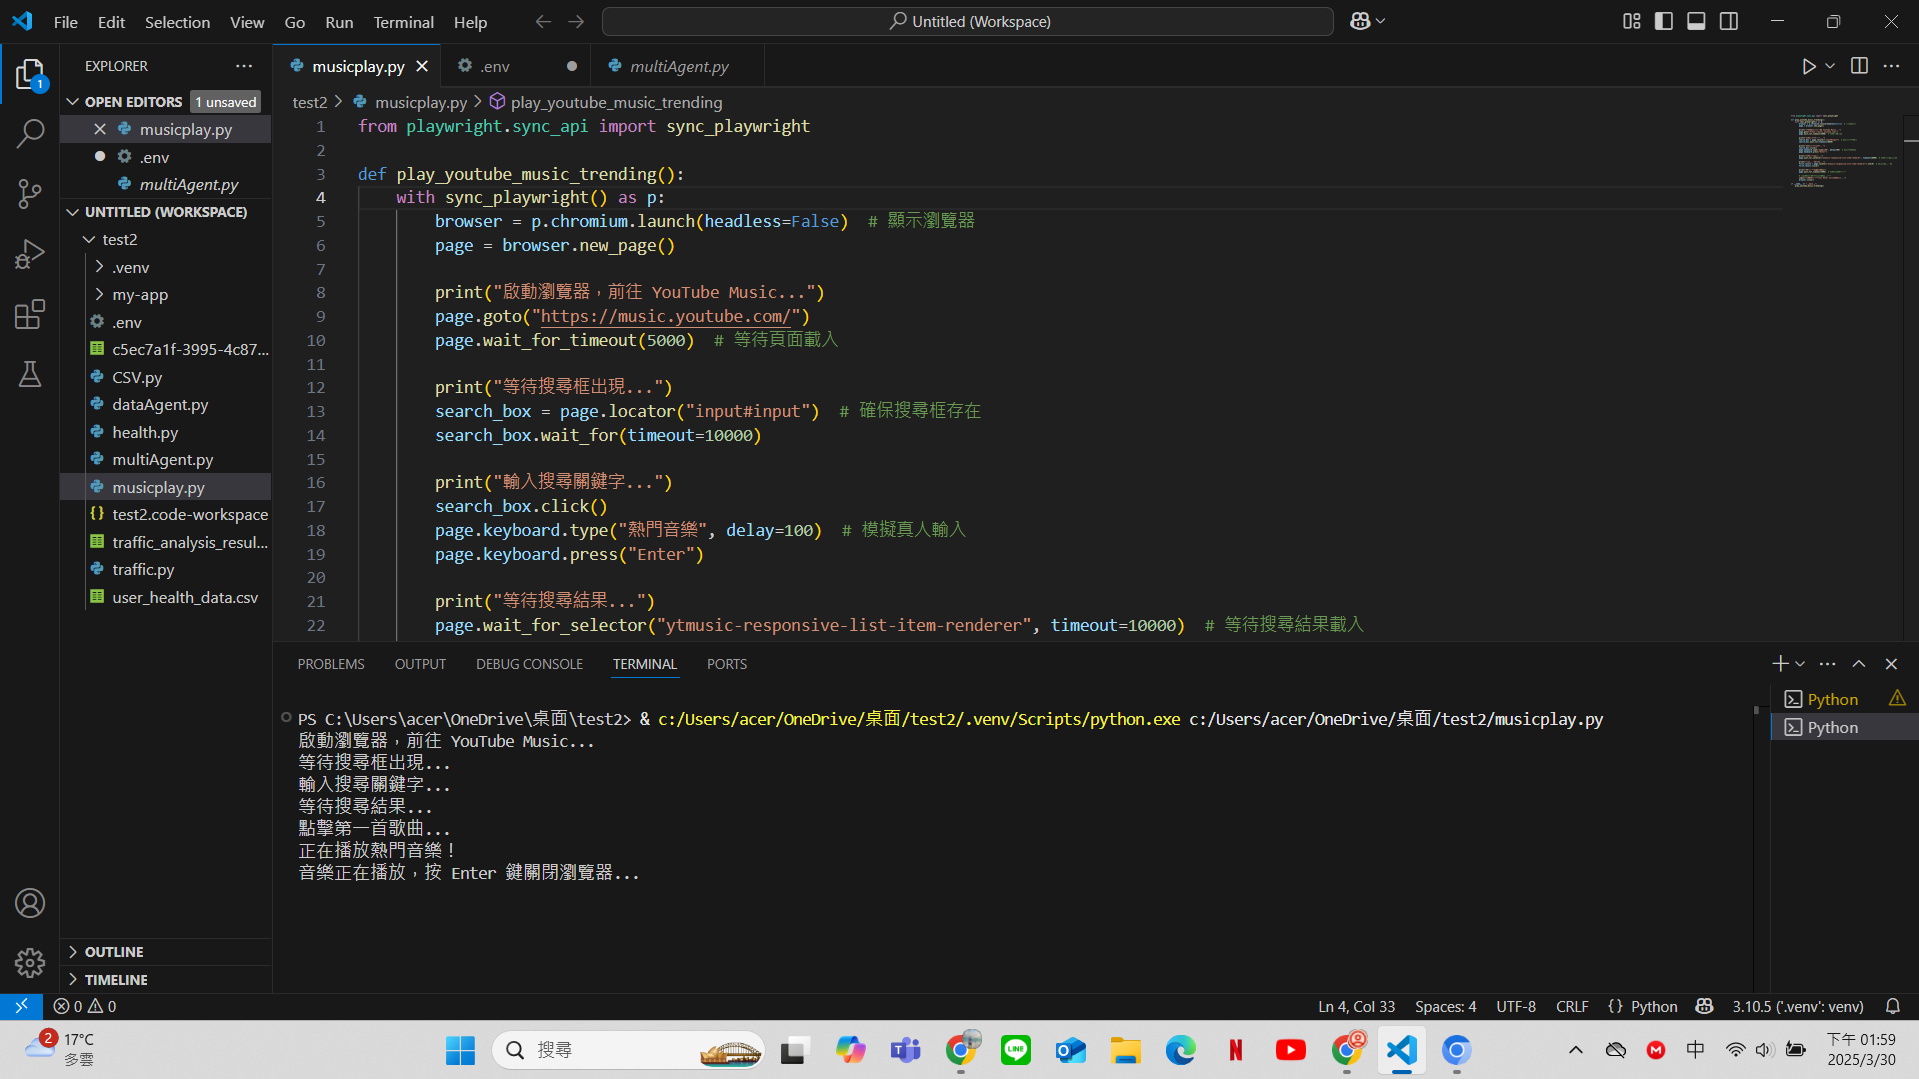 File Edit Selection View Go Run Terminal Help
Untitled (Workspace)
EXPLORER
1
OPEN EDITORS 1 unsaved
musicplay.py
.env
multiAgent.py
UNTITLED (WORKSPACE)
test2
.venv
my-app
.env
c5ec7a1f-3995-4c87...
CSV.py
dataAgent.py
health.py
multiAgent.py
musicplay.py
test2.code-workspace
traffic_analysis_resul...
traffic.py
user_health_data.csv
OUTLINE
TIMELINE
musicplay.py .env multiAgent.py
test2 > musicplay.py > play_youtube_music_trending
1 from playwright.sync_api import sync_playwright
2
3 def play_youtube_music_trending():
4 with sync_playwright() as p:
5 browser = p.chromium.launch(headless=False) # 顯示瀏覽器
6 page = browser.new_page()
7
8 print("啟動瀏覽器，前往 YouTube Music...")
9 page.goto("https://music.youtube.com/")
10 page.wait_for_timeout(5000) # 等待頁面載入
11
12 print("等待搜尋框出現...")
13 search_box = page.locator("input#input") # 確保搜尋框存在
14 search_box.wait_for(timeout=10000)
15
16 print("輸入搜尋關鍵字...")
17 search_box.click()
18 page.keyboard.type("熱門音樂", delay=100) # 模擬真人輸入
19 page.keyboard.press("Enter")
20
21 print("等待搜尋結果...")
22 page.wait_for_selector("ytmusic-responsive-list-item-renderer", timeout=10000) # 等待搜尋結果載入
PROBLEMS OUTPUT DEBUG CONSOLE TERMINAL PORTS
PS C:\Users\acer\OneDrive\桌面\test2> & c:/Users/acer/OneDrive/桌面/test2/.venv/Scripts/python.exe c:/Users/acer/OneDrive/桌面/test2/musicplay.py
啟動瀏覽器，前往 YouTube Music...
等待搜尋框出現...
輸入搜尋關鍵字...
等待搜尋結果...
點擊第一首歌曲...
正在播放熱門音樂！
音樂正在播放，按 Enter 鍵關閉瀏覽器...
Python
Python
0 0
Ln 4, Col 33 Spaces: 4 UTF-8 CRLF {} Python 3.10.5 ('.venv': venv)
2
17°C
多雲
搜尋
LINE
中
下午 01:59
2025/3/30